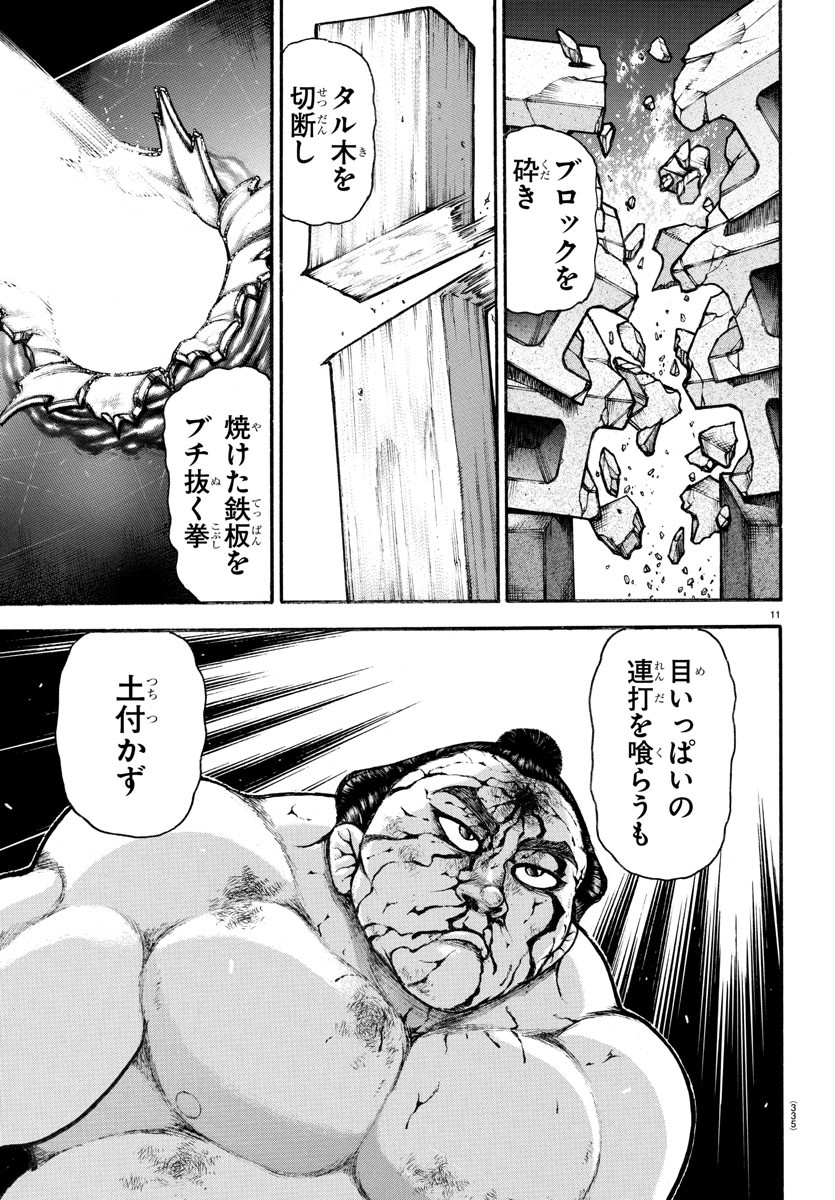 ブロックを
砕き
タル木を
切断し
焼けた鉄板を
ブチ抜く拳
11
目いっぱいの
連打を喰らうも
土付かず
(335)